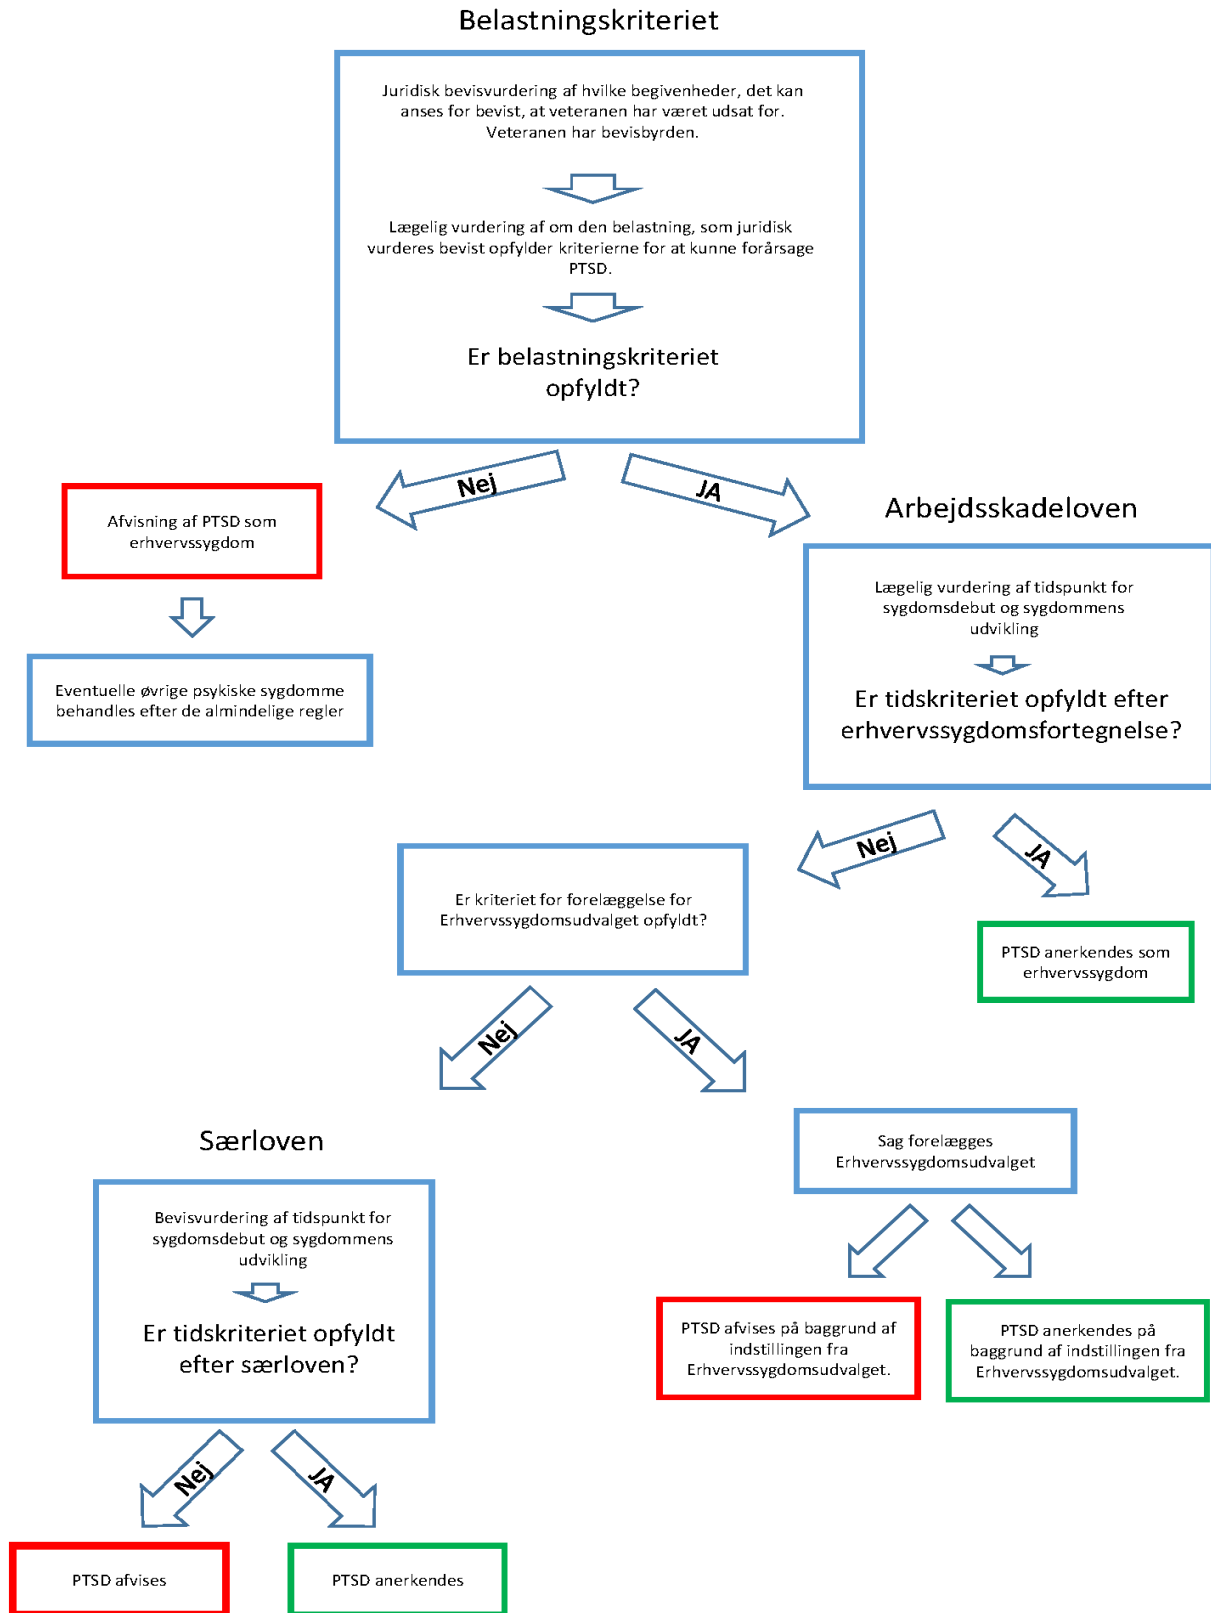 Belastningskriteriet
Juridisk bevisvurdering af hvilke begivenheder, det kan
anses for bevist, at veteranen har været udsat for.
Veteranen har bevisbyrden.
Lægelig vurdering af om den belastning, som juridisk
vurderes bevist opfylder kriterierne for at kunne forårsage
PTSD.
Er belastningskriteriet
opfyldt?
Nej
JA
Afvisning af PTSD som
erhvervssygdom
Eventuelle øvrige psykiske sygdomme
behandles efter de almindelige regler
Arbejdsskadeloven
Lægelig vurdering af tidspunkt for
sygdomsdebut og sygdommens
udvikling
Er tidskriteriet opfyldt efter
erhvervssygdomsfortegnelse?
Nej
JA
Er kriteriet for forelæggelse for
Erhvervssygdomsudvalget opfyldt?
PTSD anerkendes som
erhvervssygdom
Nej
JA
Særloven
Bevisvurdering af tidspunkt for
sygdomsdebut og sygdommens
udvikling
Er tidskriteriet opfyldt
efter særloven?
Sag forelægges
Erhvervssygdomsudvalget
PTSD afvises på baggrund af
indstillingen fra
Erhvervssygdomsudvalget.
PTSD anerkendes på
baggrund af indstillingen fra
Erhvervssygdomsudvalget.
Nej
JA
PTSD afvises
PTSD anerkendes